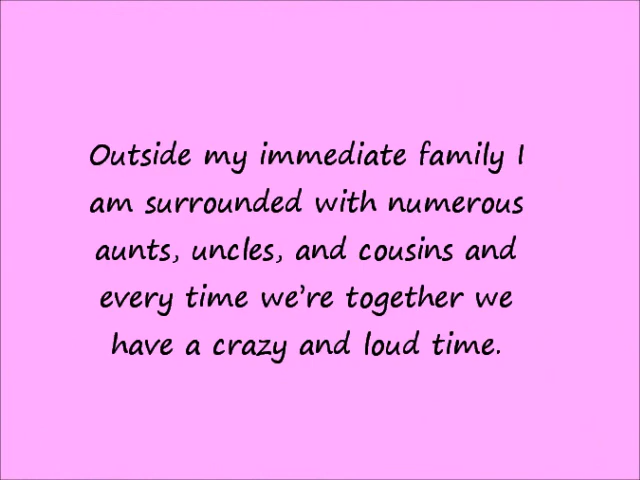 Outside my immediate family I
am surrounded with numerous
aunts, uncles, and cousins and
every time we’re together we
have a crazy and loud time.